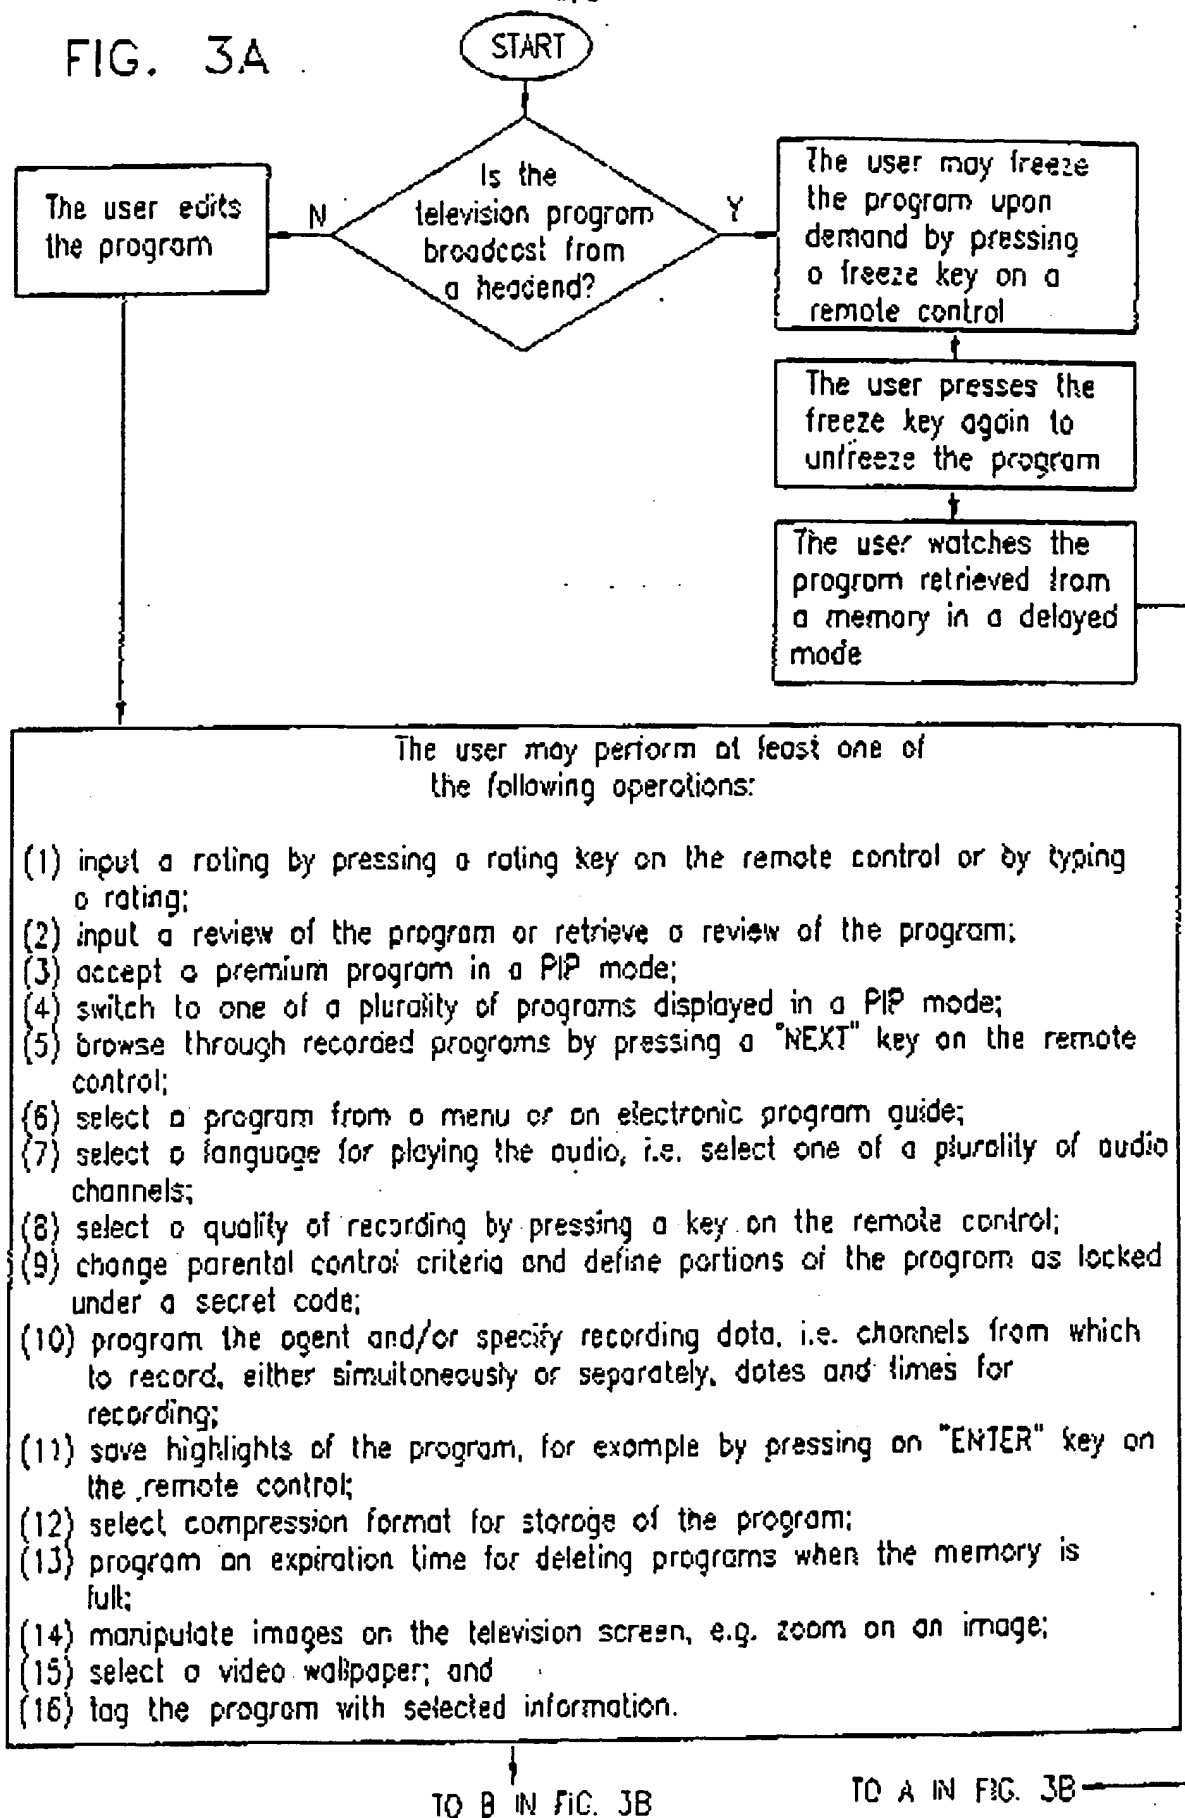 FIG. 3A
START
Is the
television program
broadcast from
a headend?
N
Y
The user edits
the program
The user may freeze
the program upon
demand by pressing
a freeze key on a
remote control
The user presses the
freeze key again to
unfreeze the program
The user watches the
program retrieved from
a memory in a delayed
mode
The user may perform at least one of
the following operations:
(1) input a rating by pressing a rating key on the remote control or by typing
a rating;
(2) input a review of the program or retrieve a review of the program;
(3) accept a premium program in a PIP mode;
(4) switch to one of a plurality of programs displayed in a PIP mode;
(5) browse through recorded programs by pressing a "NEXT" key on the remote
control;
(6) select a program from a menu or an electronic program guide;
(7) select a language for playing the audio, i.e. select one of a plurality of audio
channels;
(8) select a quality of recording by pressing a key on the remote control;
(9) change parental control criteria and define portions of the program as locked
under a secret code;
(10) program the agent and/or specify recording data, i.e. channels from which
to record, either simultaneously or separately, dates and times for
recording;
(11) save highlights of the program, for example by pressing an "ENTER" key on
the remote control;
(12) select compression format for storage of the program;
(13) program an expiration time for deleting programs when the memory is
full;
(14) manipulate images on the television screen, e.g. zoom on an image;
(15) select a video wallpaper; and
(16) tag the program with selected information.
TO B IN FIG. 3B
TO A IN FIG. 3B